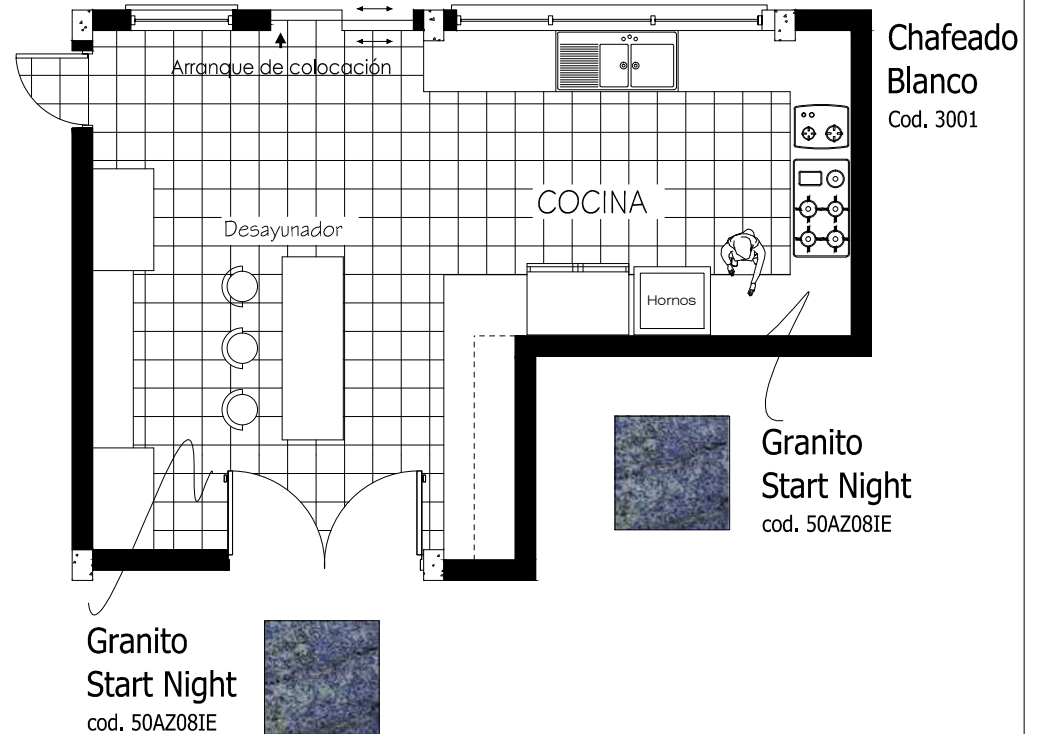 Arranque de colocación
Chafeado
Blanco
Cod. 3001
COCINA
Desayunador
Hornos
Granito
Start Night
cod. 50AZ08IE
Granito
Start Night
cod. 50AZ08IE